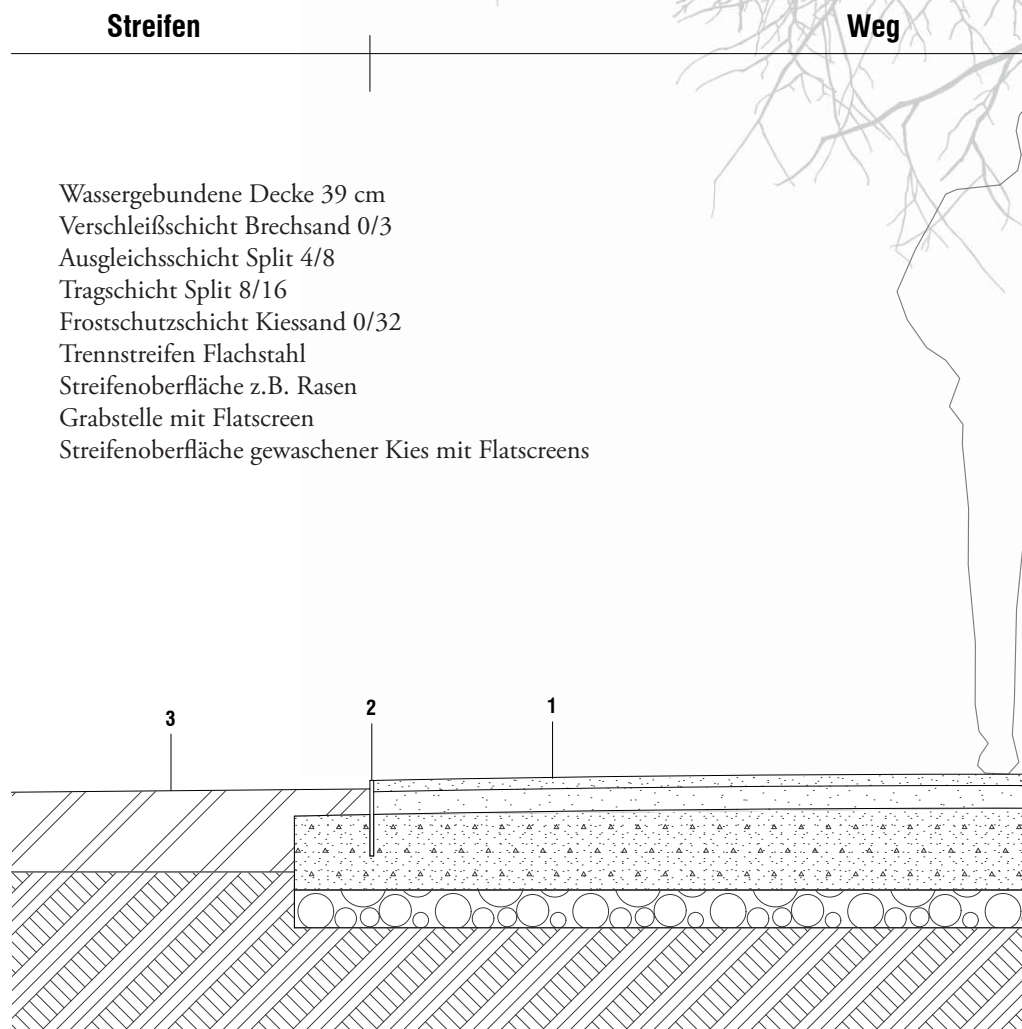 Streifen Weg
Wassergebundene Decke 39 cm
Verschleißschicht Brechsand 0/3
Ausgleichsschicht Split 4/8
Tragschicht Split 8/16
Frostschutzschicht Kiessand 0/32
Trennstreifen Flachstahl
Streifenoberfläche z.B. Rasen
Grabstelle mit Flatscreen
Streifenoberfläche gewaschener Kies mit Flatscreens
3 2 1